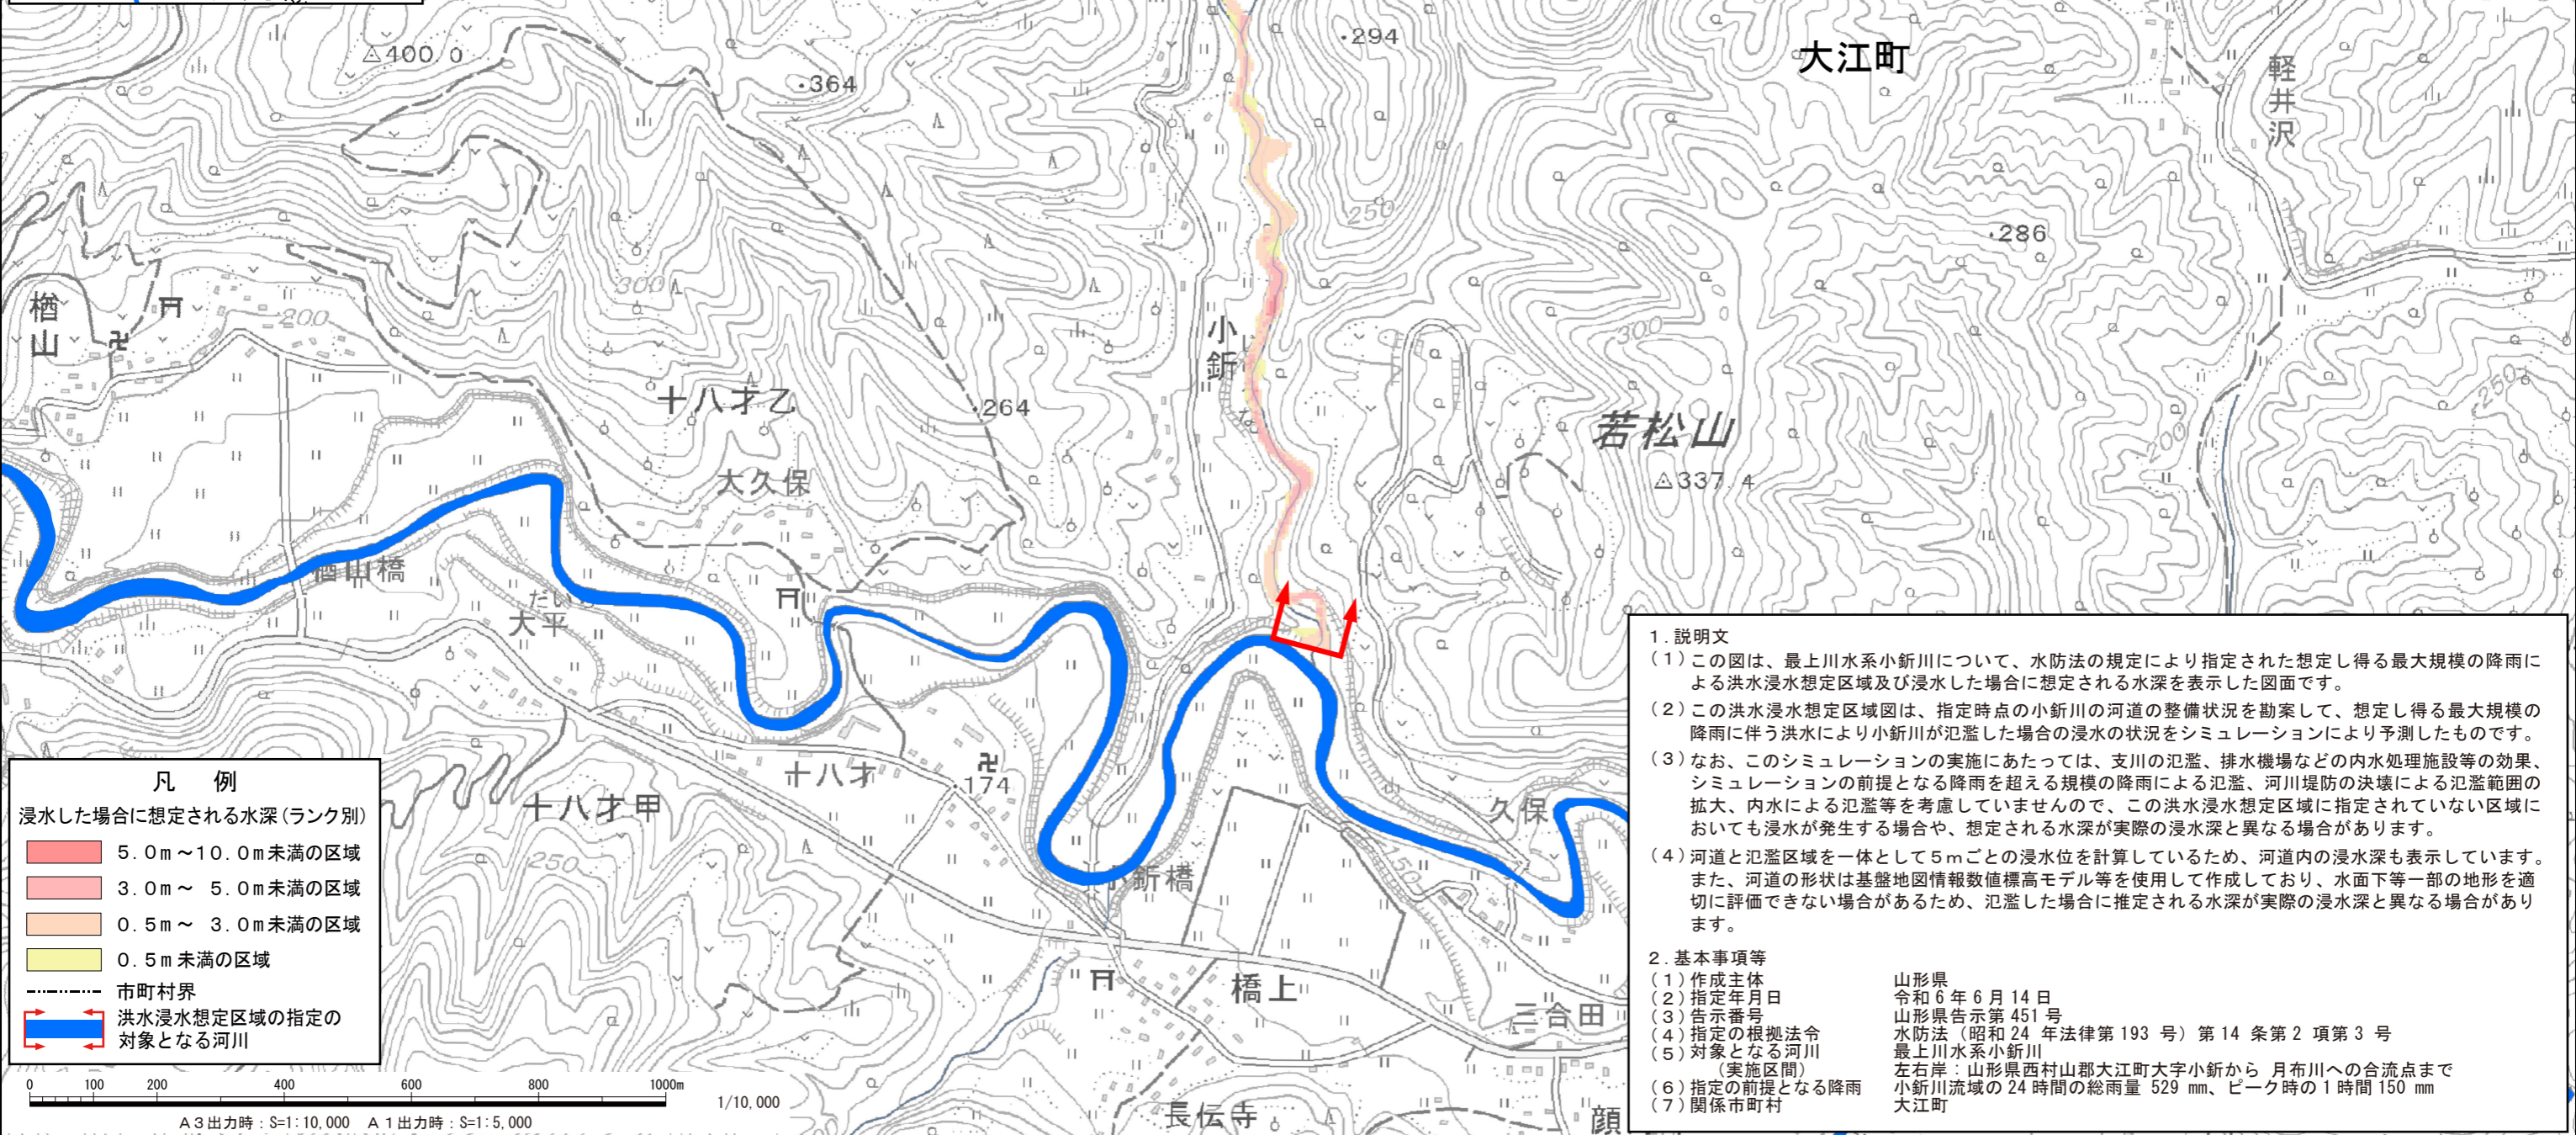 400.0
364
294
大江町
軽井沢
250
286
300
楢山
200
小釿
300
十八才乙
264
若松山
250
大久保
337.4
200
楢山橋
だいら
大平
十八才
174
十八才甲
久保
150
250
小釿橋
橋上
三合田
長伝寺
顔
凡 例
浸水した場合に想定される水深(ランク別)
5.0m～10.0m未満の区域
3.0m～ 5.0m未満の区域
0.5m～ 3.0m未満の区域
0.5m未満の区域
市町村界
洪水浸水想定区域の指定の
対象となる河川
0 100 200 400 600 800 1000m
1/10,000
A3出力時：S=1:10,000 A1出力時：S=1:5,000
1.説明文
(1)この図は、最上川水系小釿川について、水防法の規定により指定された想定し得る最大規模の降雨に
よる洪水浸水想定区域及び浸水した場合に想定される水深を表示した図面です。
(2)この洪水浸水想定区域図は、指定時点の小釿川の河道の整備状況を勘案して、想定し得る最大規模の
降雨に伴う洪水により小釿川が氾濫した場合の浸水の状況をシミュレーションにより予測したものです。
(3)なお、このシミュレーションの実施にあたっては、支川の氾濫、排水機場などの内水処理施設等の効果、
シミュレーションの前提となる降雨を超える規模の降雨による氾濫、河川堤防の決壊による氾濫範囲の
拡大、内水による氾濫等を考慮していませんので、この洪水浸水想定区域に指定されていない区域に
おいても浸水が発生する場合や、想定される水深が実際の浸水深と異なる場合があります。
(4)河道と氾濫区域を一体として5mごとの浸水位を計算しているため、河道内の浸水深も表示しています。
また、河道の形状は基盤地図情報数値標高モデル等を使用して作成しており、水面下等一部の地形を適
切に評価できない場合があるため、氾濫した場合に推定される水深が実際の浸水深と異なる場合があり
ます。
2.基本事項等
(1)作成主体 山形県
(2)指定年月日 令和6年6月14日
(3)告示番号 山形県告示第451号
(4)指定の根拠法令 水防法（昭和24 年法律第193 号）第14 条第2 項第3 号
(5)対象となる河川 最上川水系小釿川
(実施区間) 左右岸：山形県西村山郡大江町大字小釿から 月布川への合流点まで
(6)指定の前提となる降雨 小釿川流域の24時間の総雨量 529 mm、ピーク時の1時間150 mm
(7)関係市町村 大江町